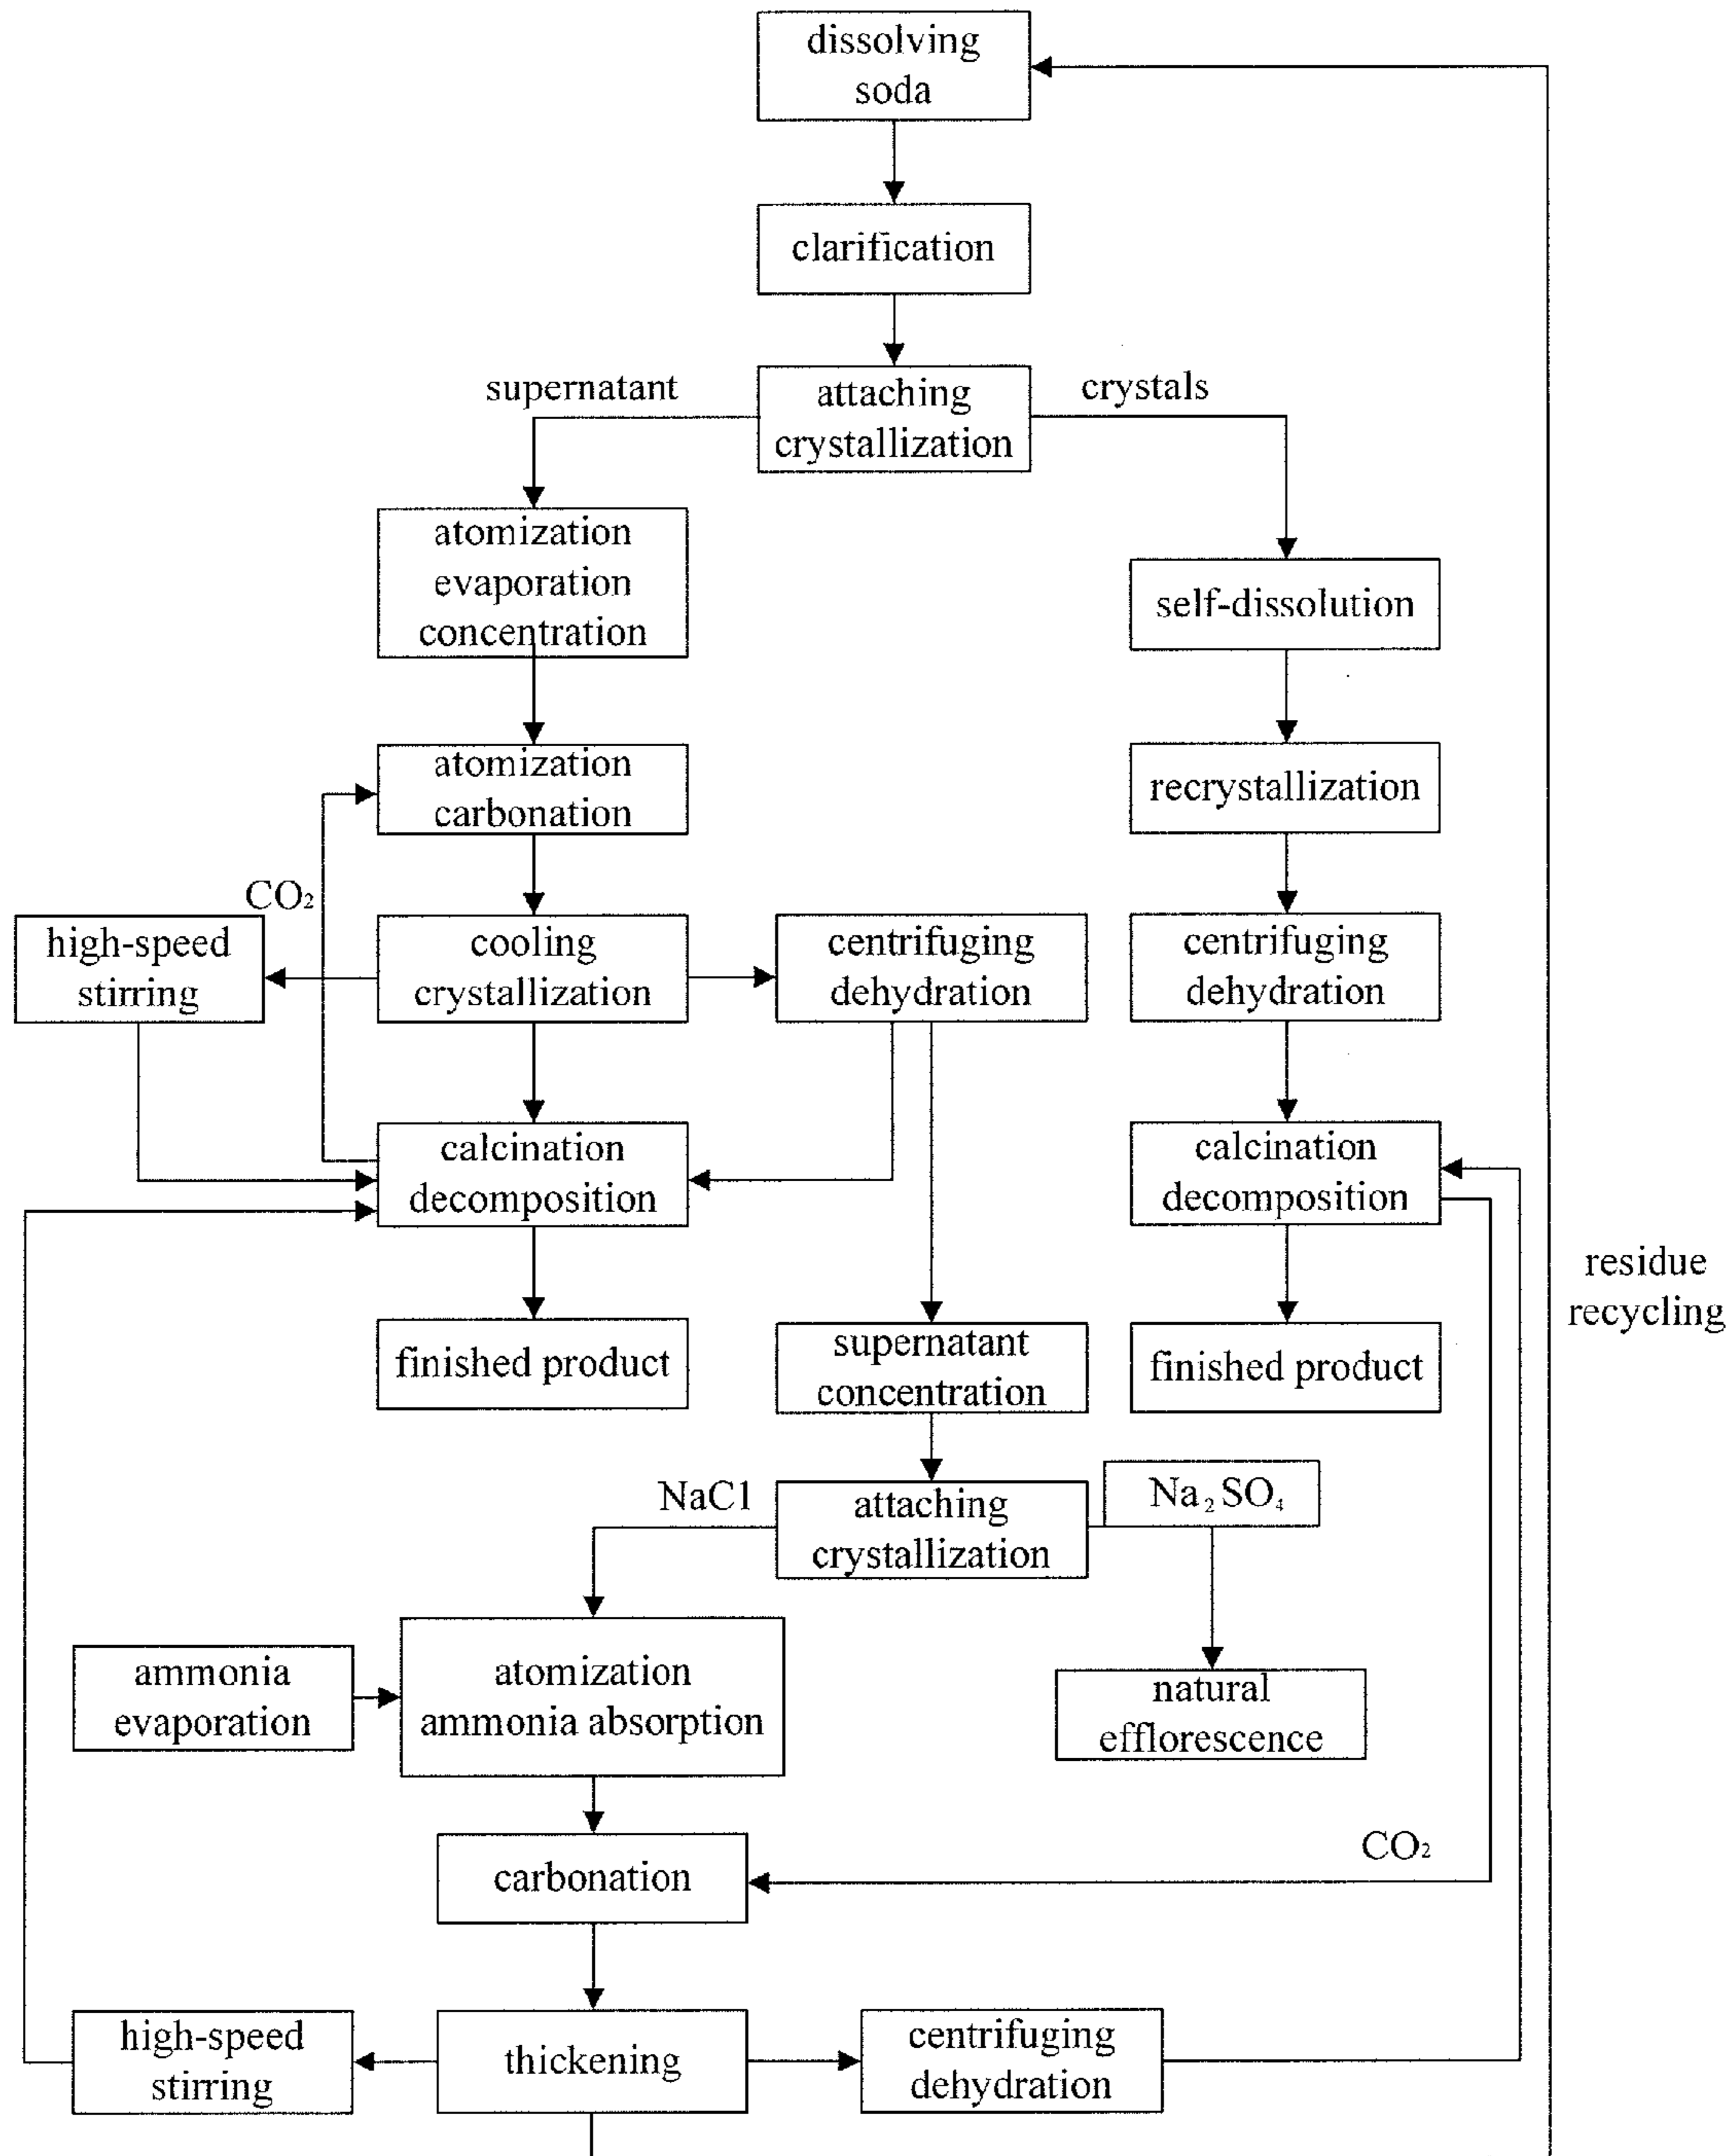 dissolving
soda
clarification
supernatant
attaching
crystallization
crystals
atomization
evaporation
concentration
self-dissolution
atomization
carbonation
recrystallization
CO₂
high-speed
stirring
cooling
crystallization
centrifuging
dehydration
centrifuging
dehydration
calcination
decomposition
calcination
decomposition
residue
recycling
finished product
supernatant
concentration
finished product
NaCl
attaching
crystallization
Na₂SO₄
ammonia
evaporation
atomization
ammonia absorption
natural
efflorescence
carbonation
CO₂
high-speed
stirring
thickening
centrifuging
dehydration